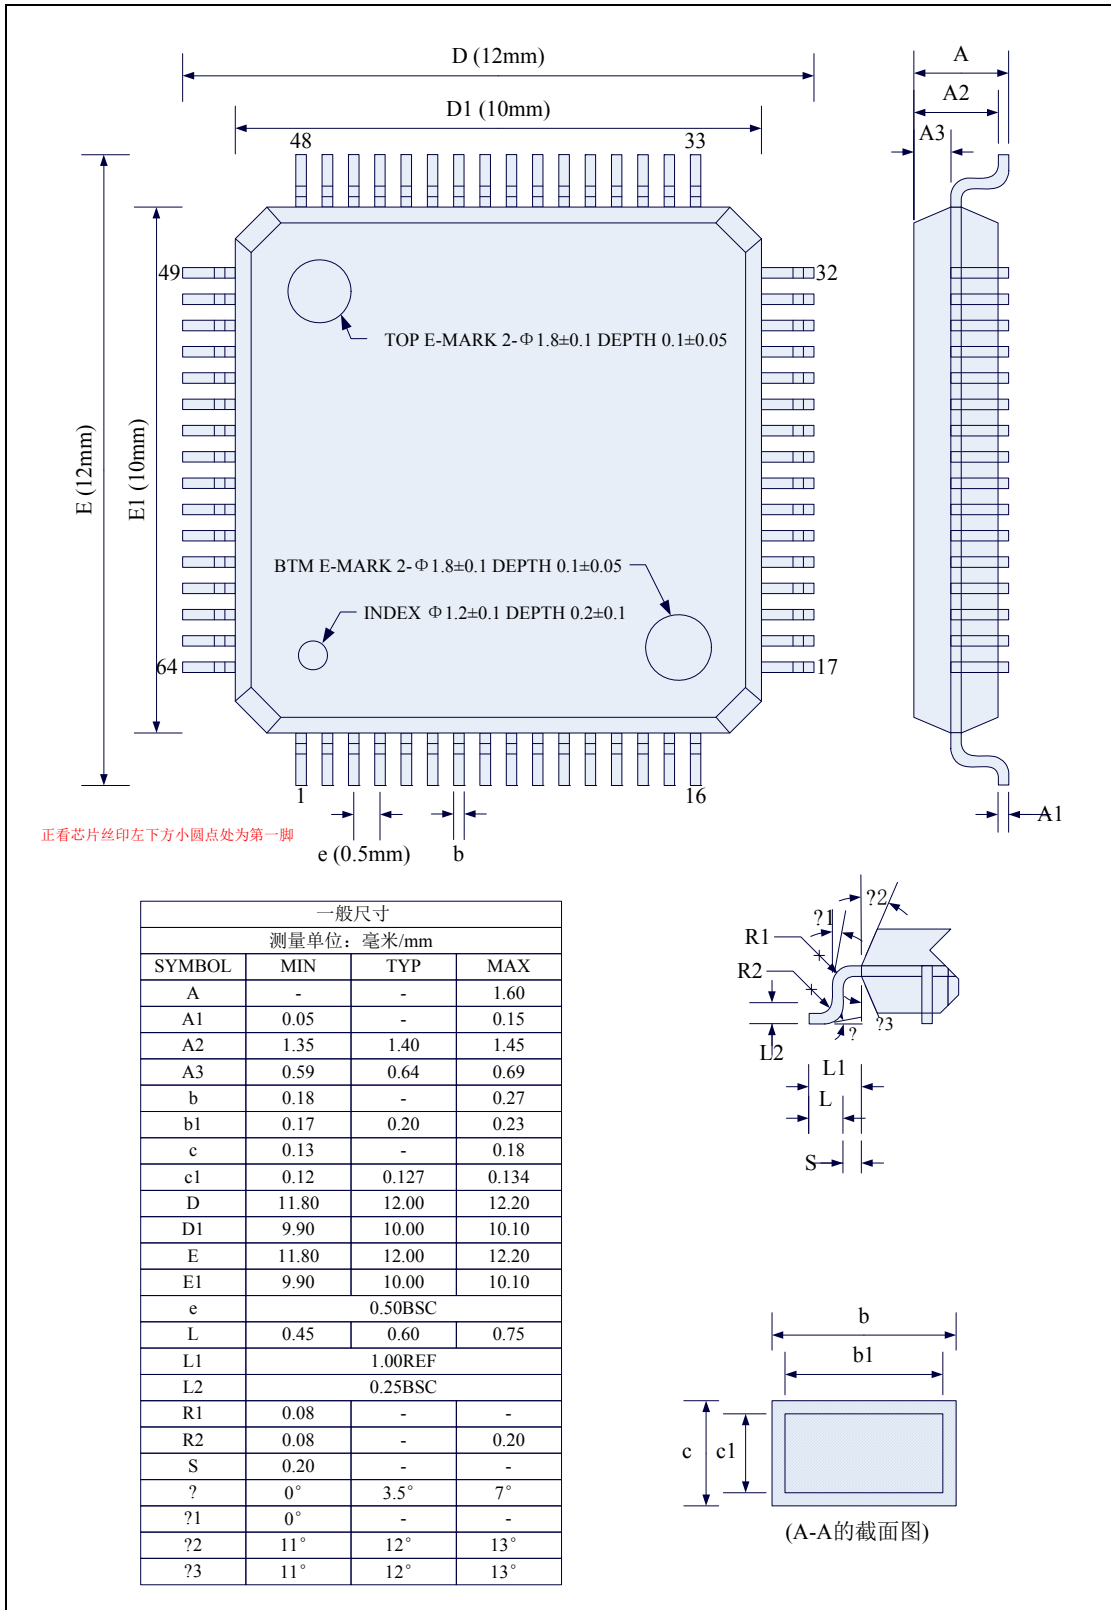 D (12mm)
A
D1 (10mm)
A2
A3
48
33
49
32
TOP E-MARK 2-Φ1.8±0.1 DEPTH 0.1±0.05
E (12mm)
E1 (10mm)
BTM E-MARK 2-Φ1.8±0.1 DEPTH 0.1±0.05
INDEX Φ1.2±0.1 DEPTH 0.2±0.1
64
17
1
16
A1
正看芯片丝印左下方小圆点处为第一脚
e (0.5mm)
b
一般尺寸
测量单位：毫米/mm
SYMBOL MIN TYP MAX
A - - 1.60
A1 0.05 - 0.15
A2 1.35 1.40 1.45
A3 0.59 0.64 0.69
b 0.18 - 0.27
b1 0.17 0.20 0.23
c 0.13 - 0.18
c1 0.12 0.127 0.134
D 11.80 12.00 12.20
D1 9.90 10.00 10.10
E 11.80 12.00 12.20
E1 9.90 10.00 10.10
e 0.50BSC
L 0.45 0.60 0.75
L1 1.00REF
L2 0.25BSC
R1 0.08 - -
R2 0.08 - 0.20
S 0.20 - -
? 0° 3.5° 7°
?1 0° - -
?2 11° 12° 13°
?3 11° 12° 13°
?2
?1
R1
R2
?3
?
L2
L1
L
S
b
b1
c
c1
(A-A的截面图)